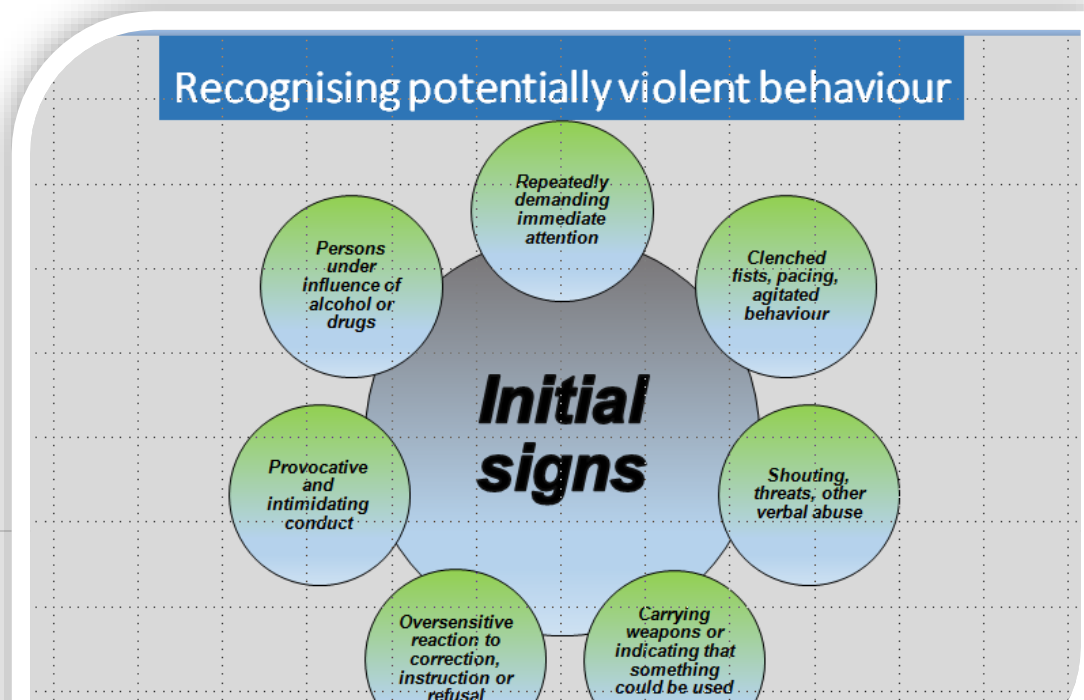 Recognising potentially violent behaviour
Repeatedly
demanding
immediate
attention
Clenched
fists, pacing,
agitated
behaviour
Shouting,
threats, other
verbal abuse
Carrying
weapons or
indicating that
something
could be used
Oversensitive
reaction to
correction,
instruction or
refusal
Provocative
and
intimidating
conduct
Persons
under
influence of
alcohol or
drugs
Initial
signs